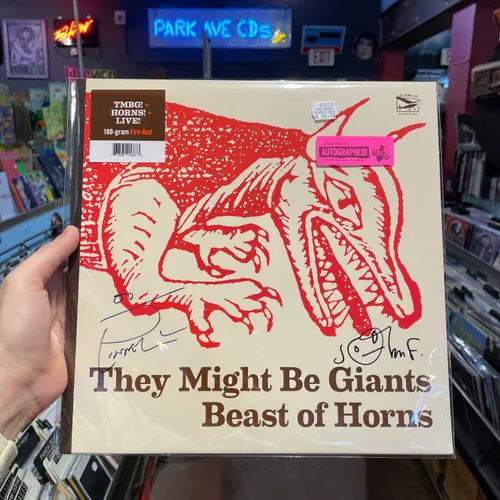 PARK AVE CDs Jr
EXIT
TMBG! +
HORNS! +
LIVE!
180-gram Fire Red
AUTOGRAPHED!
They Might Be Giants
Beast of Horns